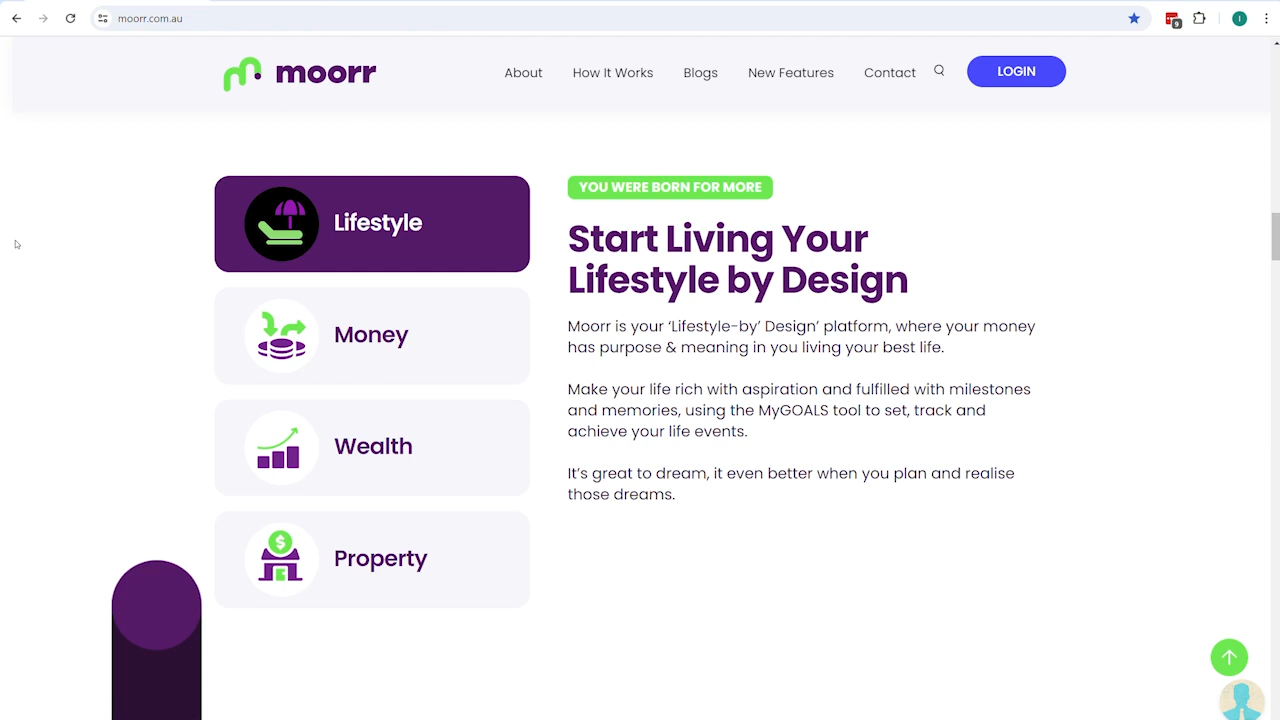 moorr.com.au
9
I
moorr
About How It Works Blogs New Features Contact LOGIN
Lifestyle
Money
Wealth
$
Property
YOU WERE BORN FOR MORE
Start Living Your
Lifestyle by Design
Moorr is your ‘Lifestyle-by’ Design’ platform, where your money
has purpose & meaning in you living your best life.
Make your life rich with aspiration and fulfilled with milestones
and memories, using the MyGOALS tool to set, track and
achieve your life events.
It’s great to dream, it even better when you plan and realise
those dreams.